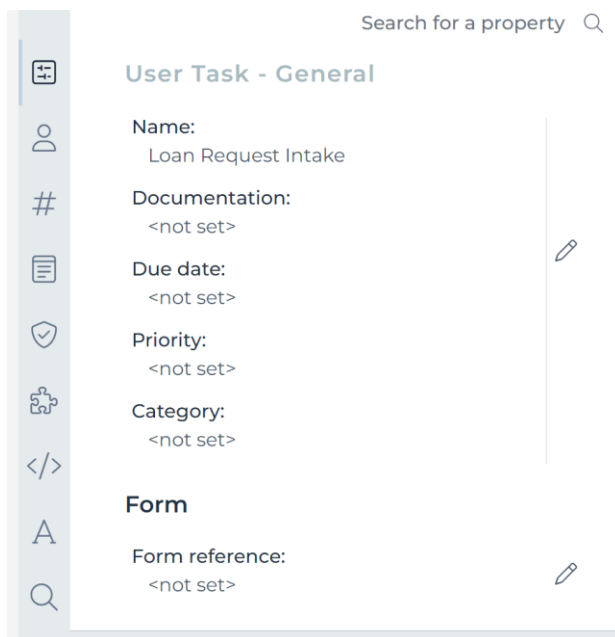 Search for a property
User Task - General
Name:
Loan Request Intake
Documentation:
<not set>
Due date:
<not set>
Priority:
<not set>
Category:
<not set>
Form
Form reference:
<not set>